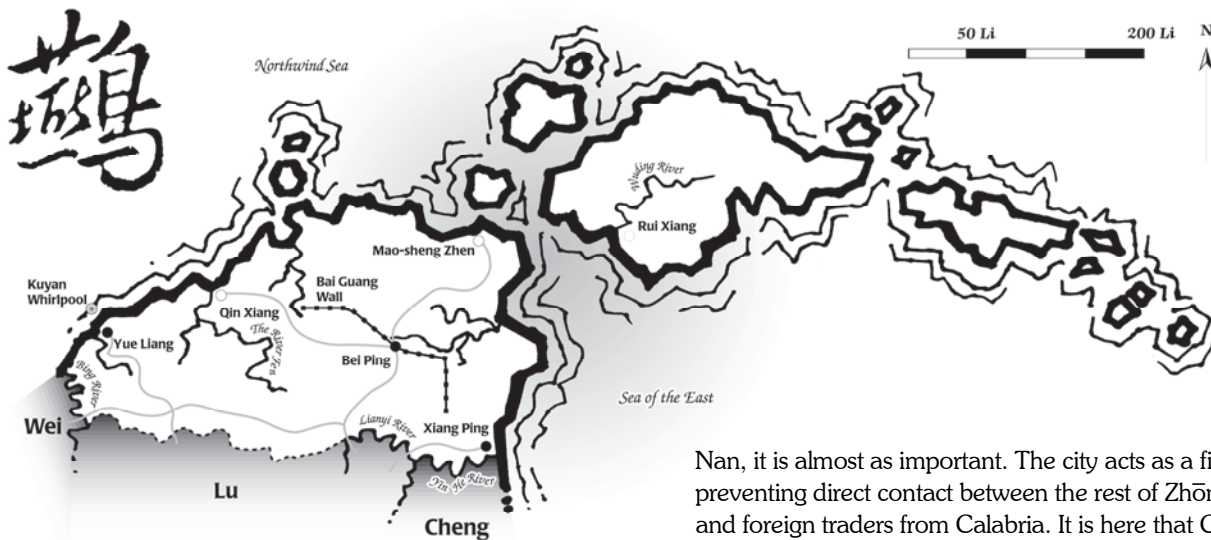 Northwind Sea
50 Li
200 Li
N
Wuding River
Rui Xiang
Mao-sheng Zhen
Bai Guang
Wall
Kuyan
Whirlpool
Qin Xiang
The River Fen
Yue Liang
Bei Ping
Bing River
Sea of the East
Wei
Lianyi River
Xiang Ping
Yin He River
Lu
Cheng
Nan, it is almost as important. The city acts as a fi
preventing direct contact between the rest of Zhō
and foreign traders from Calabria. It is here that C